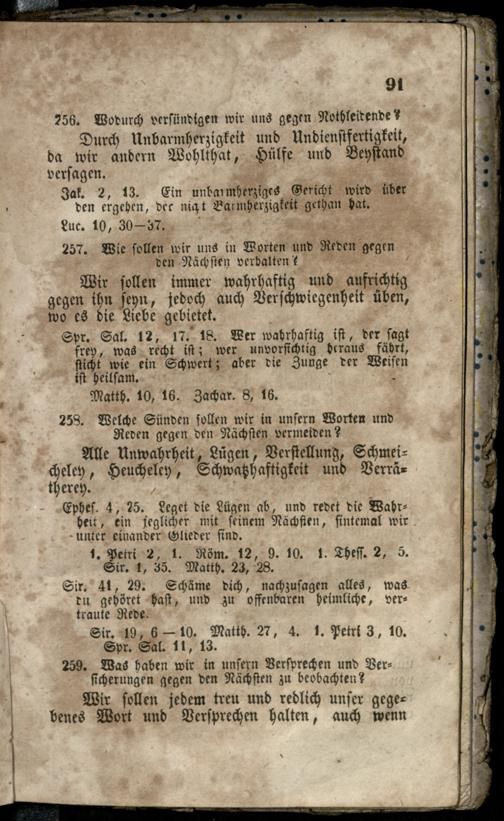 91
256. Wodurch versündigen wir uns gegen Nothleidende?
Durch Unbarmherzigkeit und Undienstfertigkeit,
da wir andern Wohlthat, Hülfe und Beystand
versagen.
Jak. 2, 13. Ein unbarmherziges Gericht wird über
den ergehen, der nicht Barmherzigkeit gethan hat.
Luc. 10, 30—37.
257. Wie sollen wir uns in Worten und Reden gegen
den Nächsten verhalten?
Wir sollen immer wahrhaftig und aufrichtig
gegen ihn seyn, jedoch auch Verschwiegenheit üben,
wo es die Liebe gebietet.
Spr. Sal. 12, 17. 18. Wer wahrhaftig ist, der sagt
frey, was recht ist; wer unvorsichtig heraus fährt,
sticht wie ein Schwert; aber die Zunge der Weisen
ist heilsam.
Matth. 10, 16. Zachar. 8, 16.
258. Welche Sünden sollen wir in unsern Worten und
Reden gegen den Nächsten vermeiden?
Alle Unwahrheit, Lügen, Verstellung, Schmei-
cheley, Heucheley, Schwatzhaftigkeit und Verrä-
therey.
Ephes. 4, 25. Leget die Lügen ab, und redet die Wahr-
heit, ein jeglicher mit seinem Nächsten, sintemal wir
unter einander Glieder sind.
1. Petri 2, 1. Röm. 12, 9. 10. 1. Thess. 2, 5.
Sir. 1, 35. Matth. 23, 28.
Sir. 41, 29. Schäme dich, nachzusagen alles, was
du gehöret hast, und zu offenbaren heimliche, ver-
traute Rede.
Sir. 19, 6 — 10. Matth. 27, 4. 1. Petri 3, 10.
Spr. Sal. 11, 13.
259. Was haben wir in unsern Versprechen und Ver-
sicherungen gegen den Nächsten zu beobachten?
Wir sollen jedem treu und redlich unser gege-
benes Wort und Versprechen halten, auch wenn